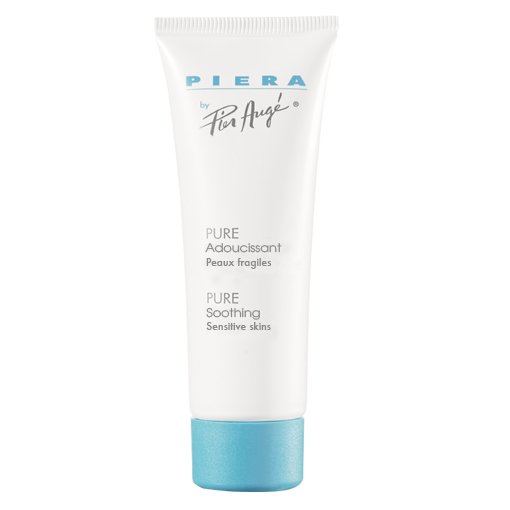 PIERA
by Pier Augé ®
PURE
Adoucissant
Peaux fragiles
PURE
Soothing
Sensitive skins